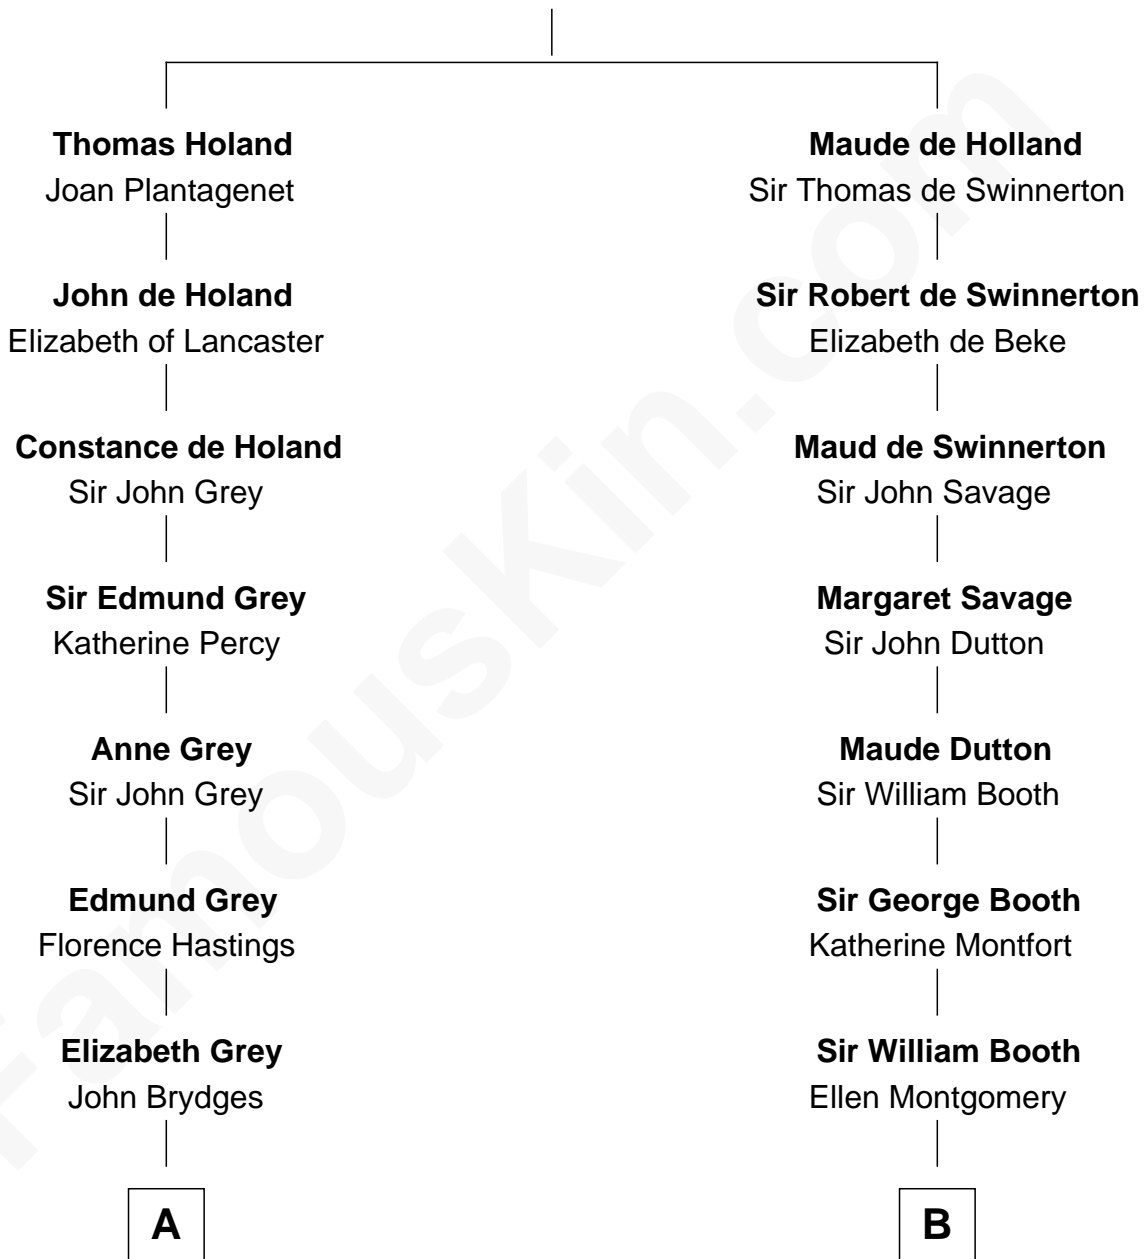 Thomas Holand
Joan Plantagenet
John de Holand
Elizabeth of Lancaster
Constance de Holand
Sir John Grey
Sir Edmund Grey
Katherine Percy
Anne Grey
Sir John Grey
Edmund Grey
Florence Hastings
Elizabeth Grey
John Brydges
A
Maude de Holland
Sir Thomas de Swinnerton
Sir Robert de Swinnerton
Elizabeth de Beke
Maud de Swinnerton
Sir John Savage
Margaret Savage
Sir John Dutton
Maude Dutton
Sir William Booth
Sir George Booth
Katherine Montfort
Sir William Booth
Ellen Montgomery
B
FamousKin.com